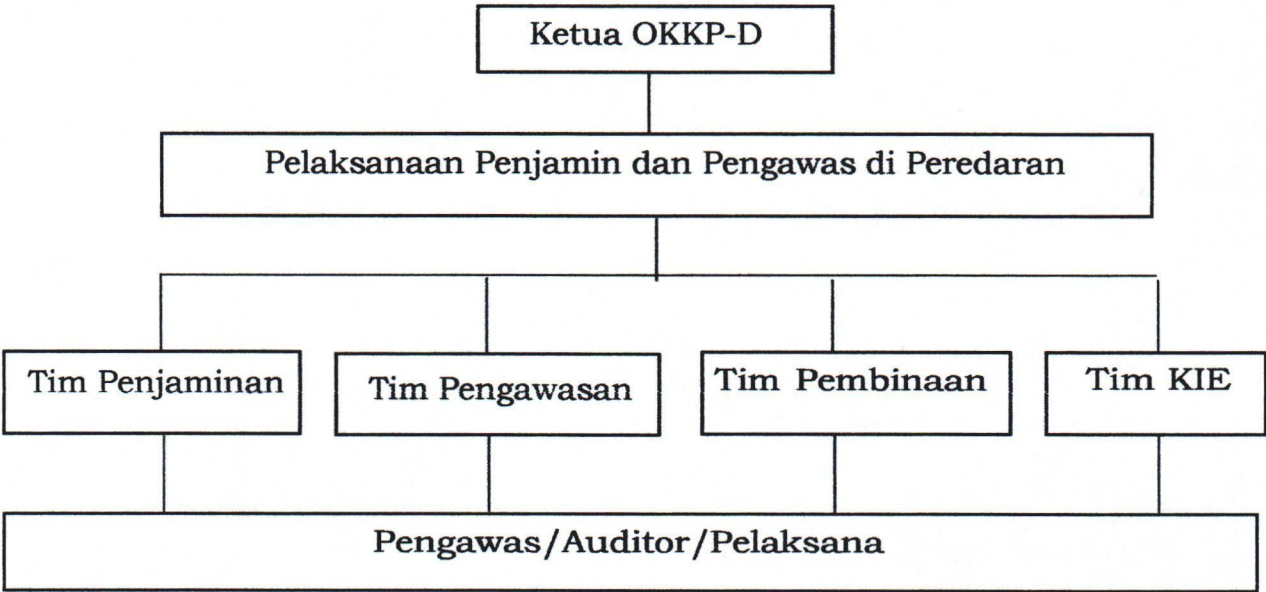 Ketua OKKP-D
Pelaksanaan Penjamin dan Pengawas di Peredaran
Tim Penjaminan
Tim Pengawasan
Tim Pembinaan
Tim KIE
Pengawas/Auditor/Pelaksana